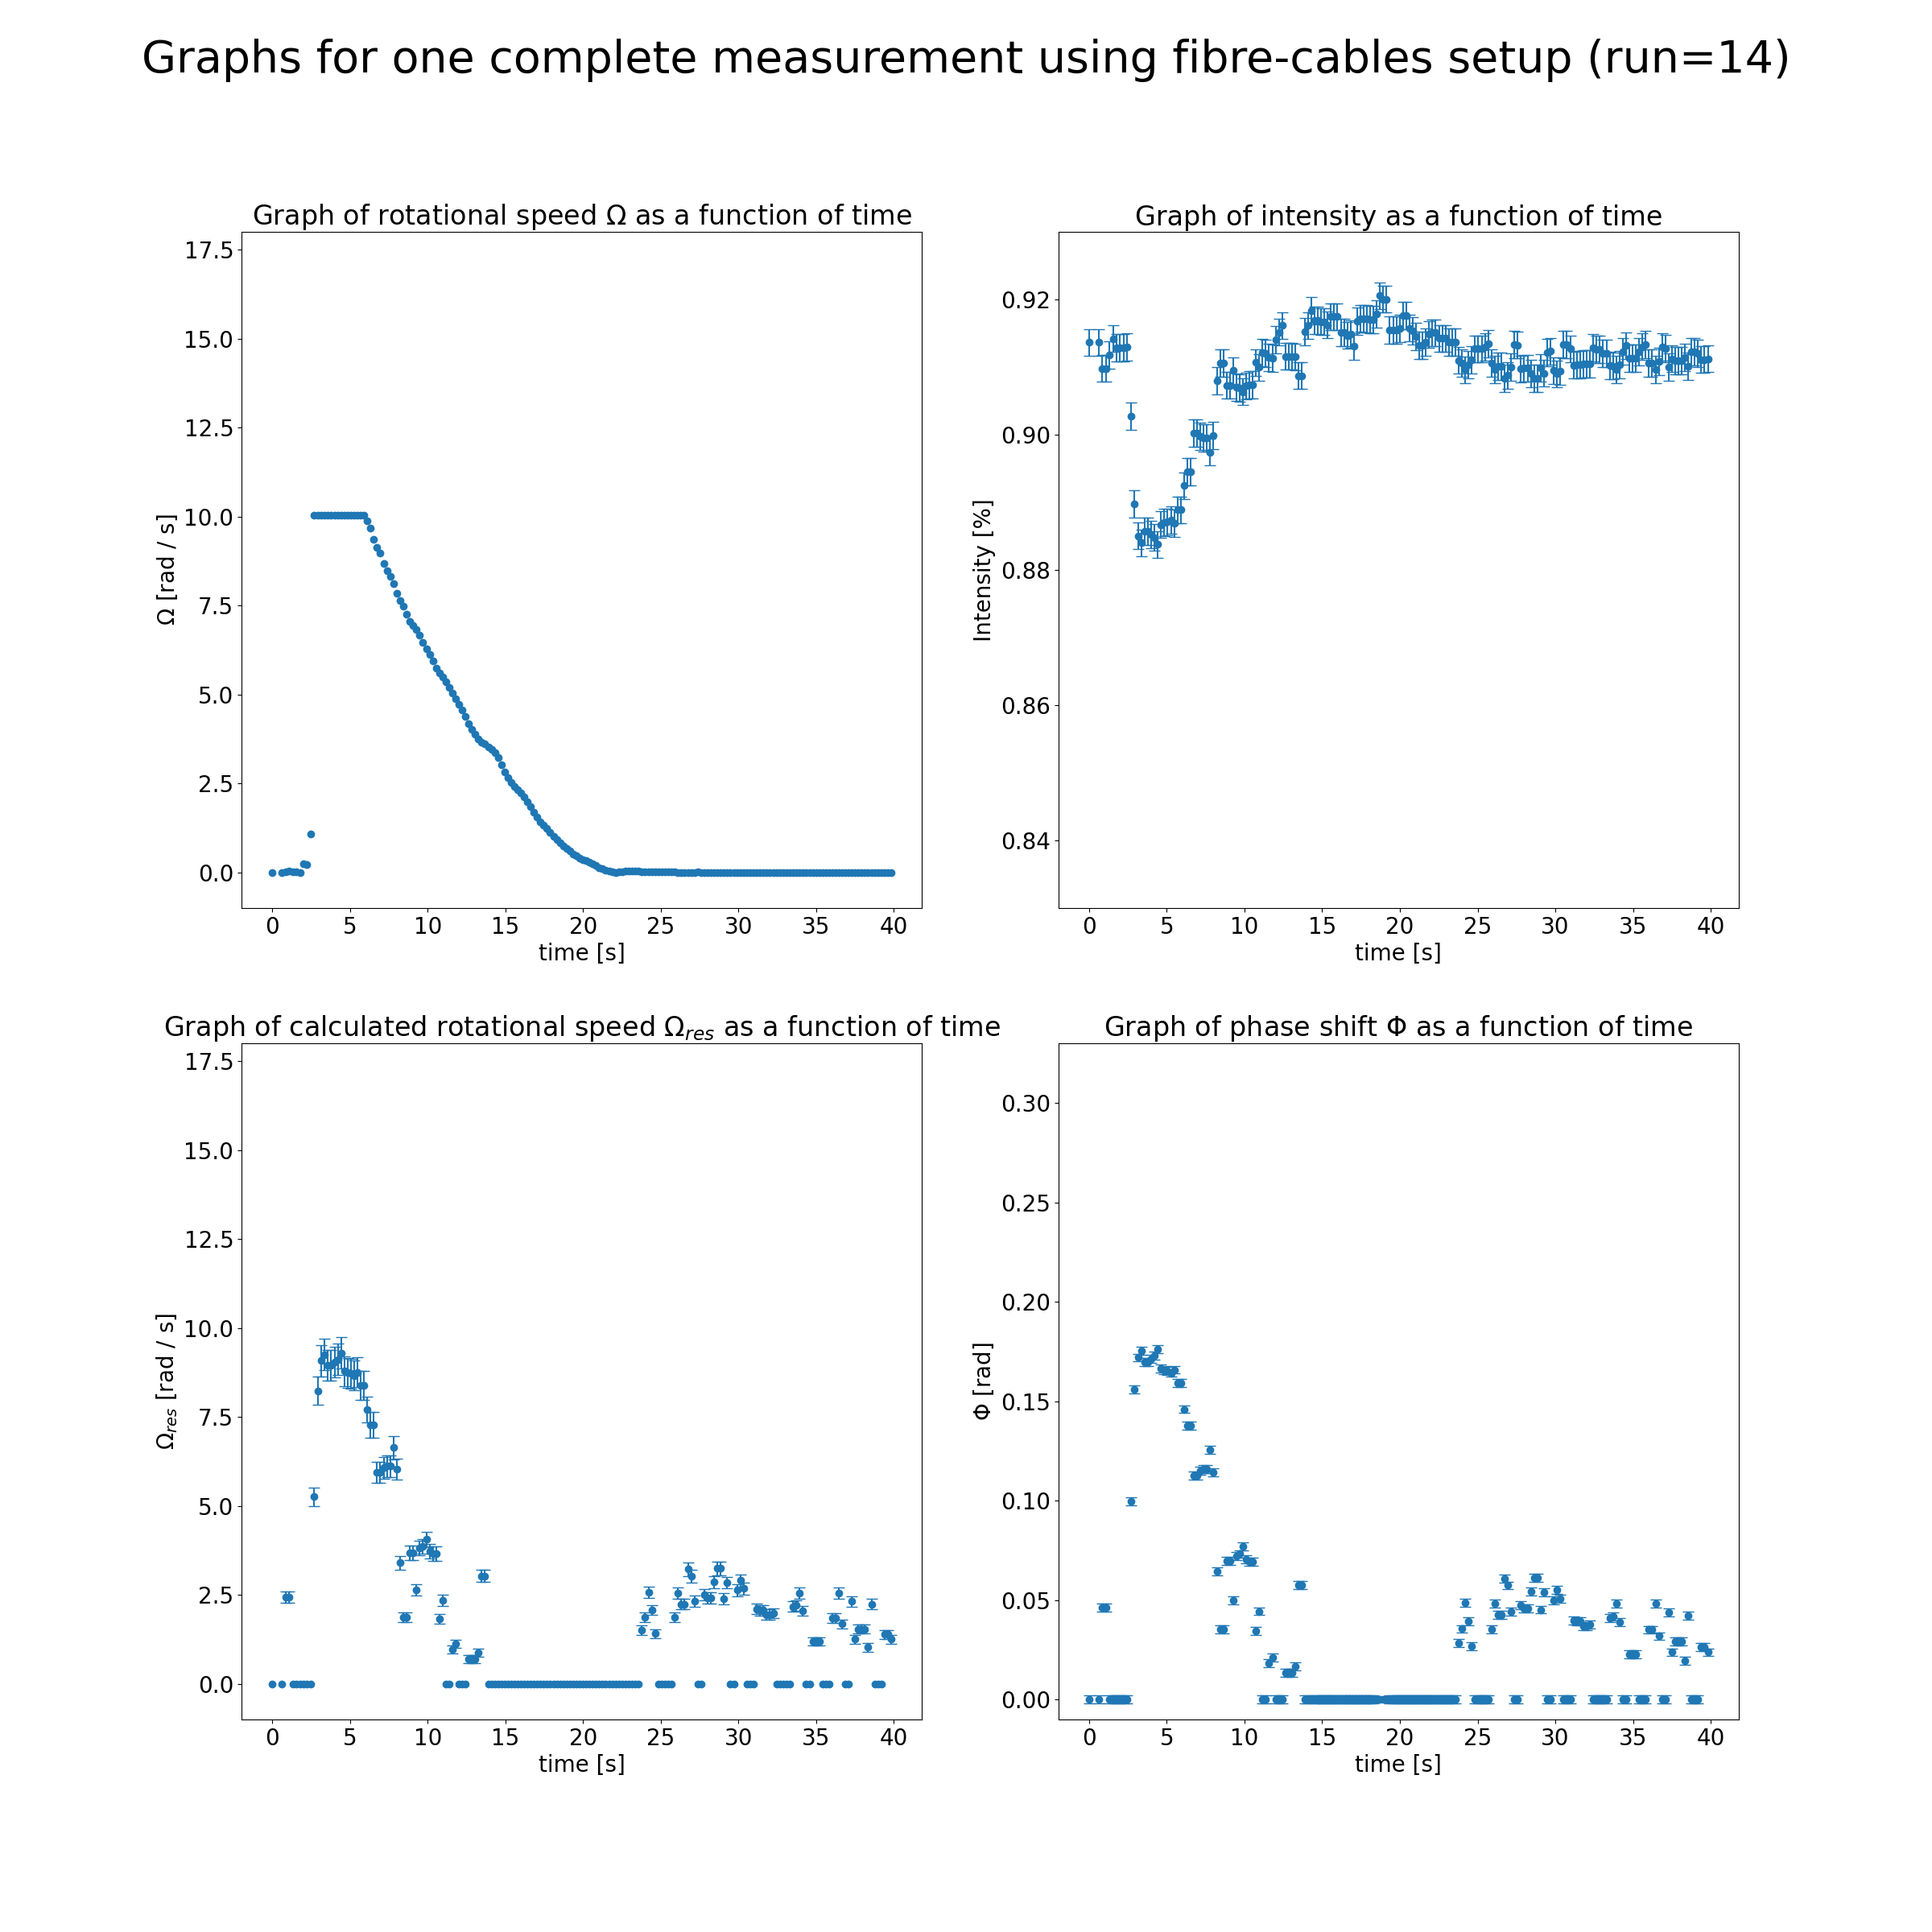 Graphs for one complete measurement using fibre-cables setup (run=14)
Graph of rotational speed Ω as a function of time
17.5
15.0
12.5
10.0
7.5
5.0
2.5
0.0
Ω [rad / s]
0 5 10 15 20 25 30 35 40
time [s]
Graph of intensity as a function of time
0.92
0.90
0.88
0.86
0.84
Intensity [%]
0 5 10 15 20 25 30 35 40
time [s]
Graph of calculated rotational speed Ωres as a function of time
17.5
15.0
12.5
10.0
7.5
5.0
2.5
0.0
Ωres [rad / s]
0 5 10 15 20 25 30 35 40
time [s]
Graph of phase shift Φ as a function of time
0.30
0.25
0.20
0.15
0.10
0.05
0.00
Φ [rad]
0 5 10 15 20 25 30 35 40
time [s]